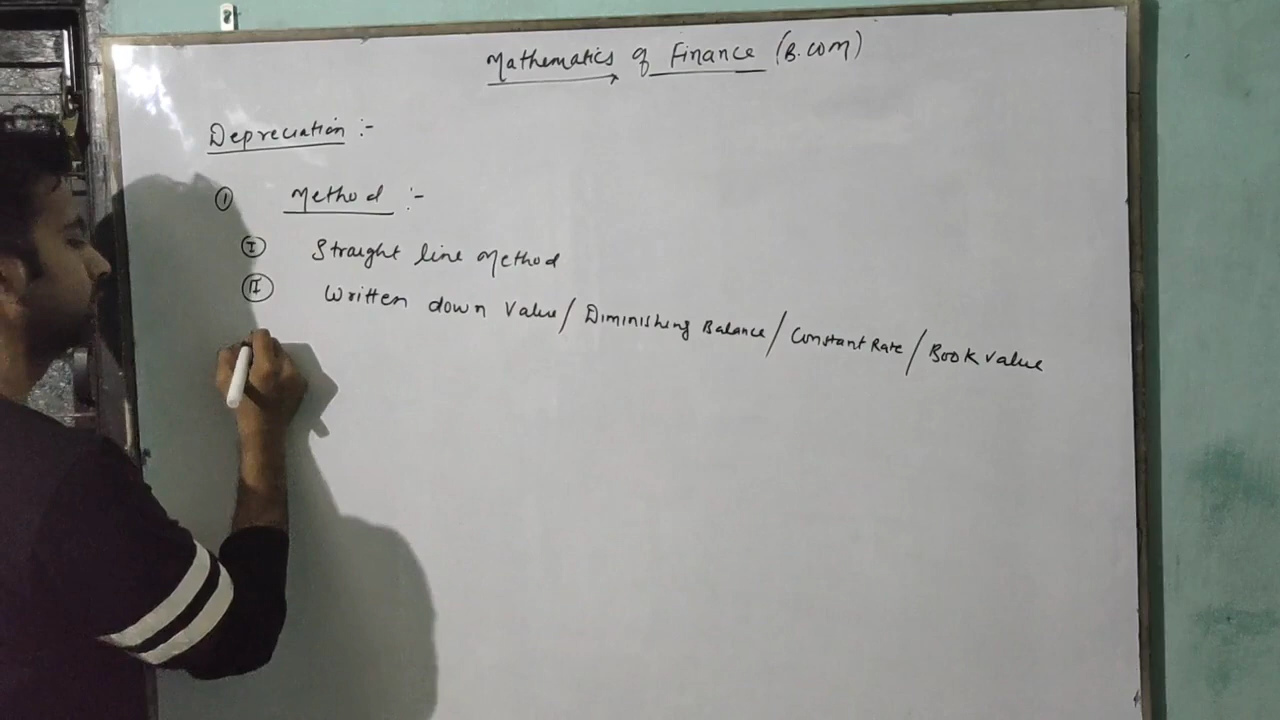 Mathematics of Finance (B.COM)
Depreciation :-
① Method :-
Ⓘ Straight line Method
Ⓘⓘ Written down Value/ Diminishing Balance/ Constant Rate/ Book Value